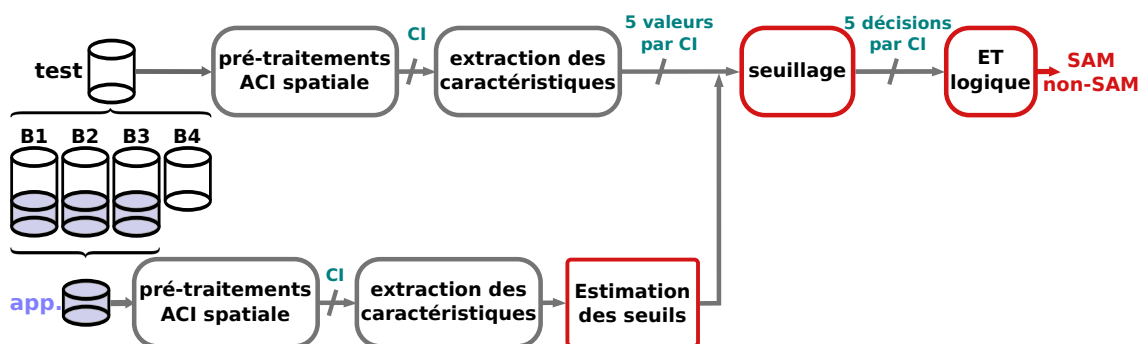 test
pré-traitements
ACI spatiale
CI
extraction des
caractéristiques
5 valeurs
par CI
seuillage
5 décisions
par CI
ET
logique
SAM
non-SAM
B1 B2 B3 B4
app.
pré-traitements
ACI spatiale
CI
extraction des
caractéristiques
Estimation
des seuils